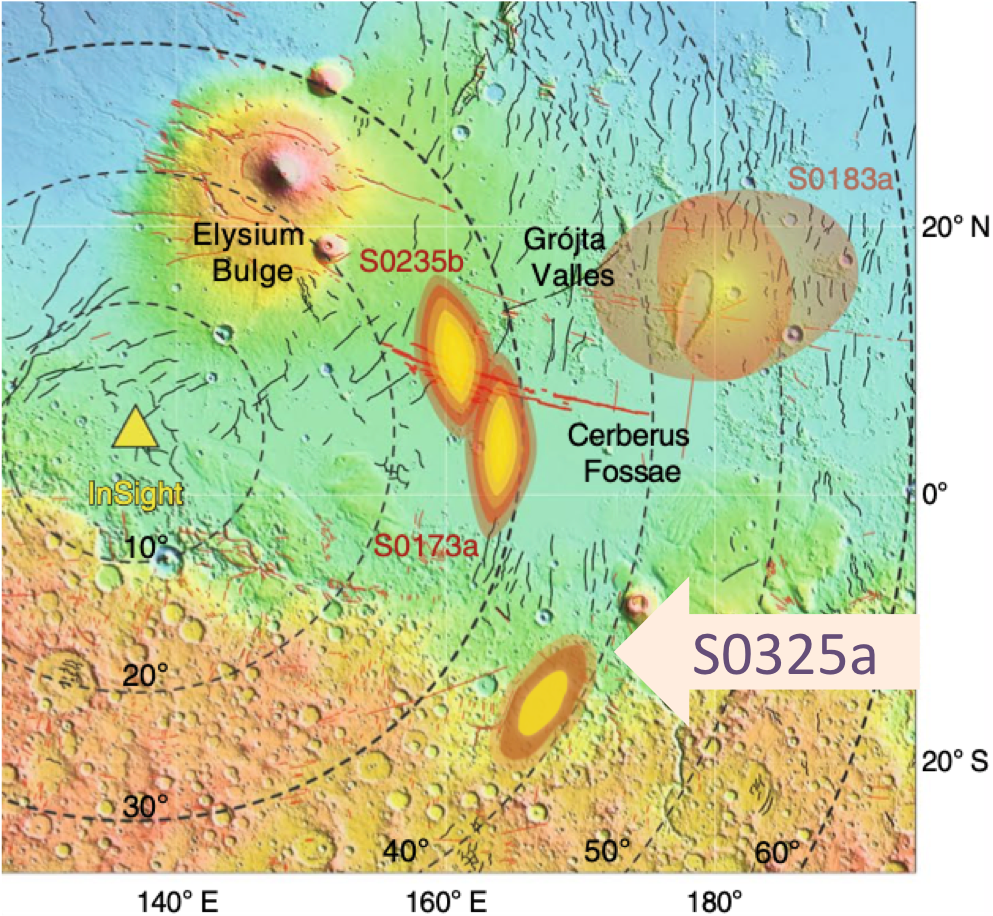 S0183a
20° N
Elysium
Bulge
Grójta
Valles
S0235b
Cerberus
Fossae
InSight
0°
10°
S0173a
S0325a
20°
20° S
30°
40°
50°
60°
140° E
160° E
180°